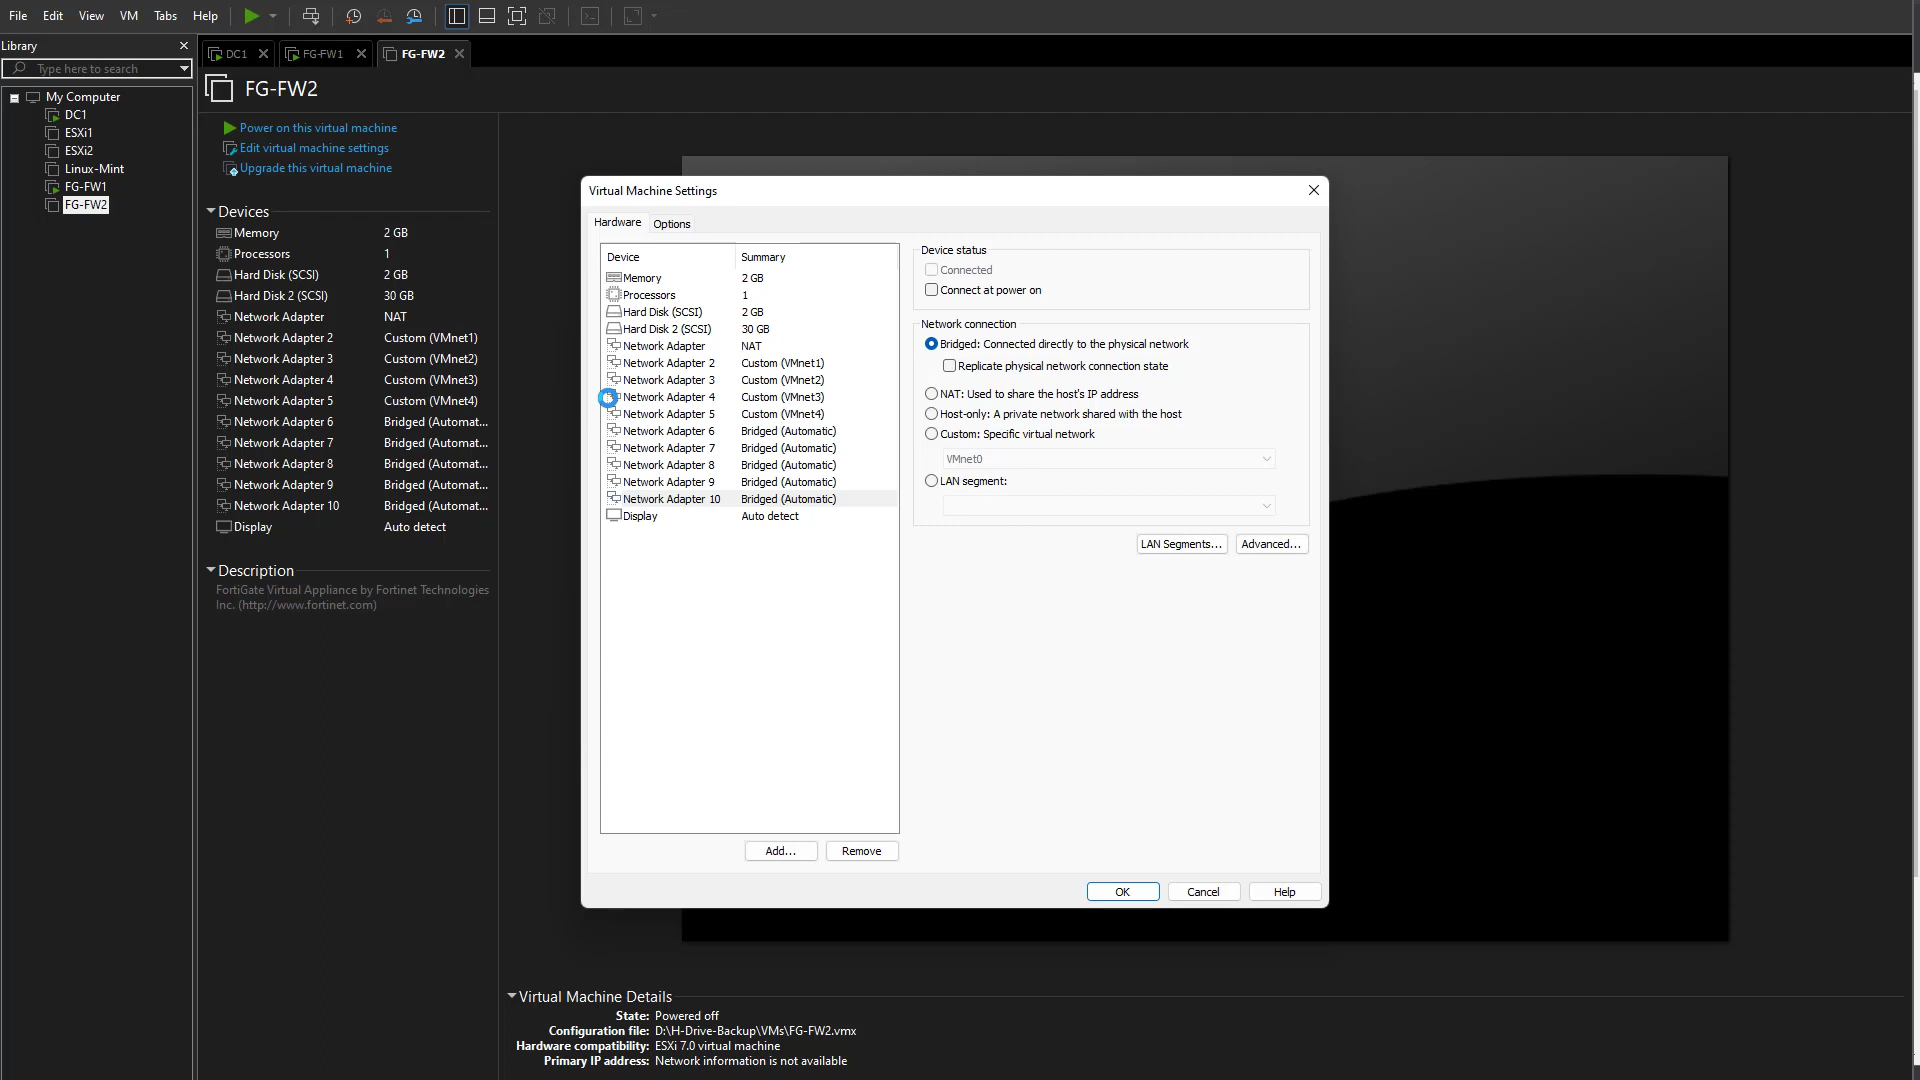 File Edit View VM Tabs Help
Library
Type here to search
My Computer
DC1
ESXi1
ESXi2
Linux-Mint
FG-FW1
FG-FW2
DC1 FG-FW1 FG-FW2
FG-FW2
Power on this virtual machine
Edit virtual machine settings
Upgrade this virtual machine
Devices
Memory 2 GB
Processors 1
Hard Disk (SCSI) 2 GB
Hard Disk 2 (SCSI) 30 GB
Network Adapter NAT
Network Adapter 2 Custom (VMnet1)
Network Adapter 3 Custom (VMnet2)
Network Adapter 4 Custom (VMnet3)
Network Adapter 5 Custom (VMnet4)
Network Adapter 6 Bridged (Automat...
Network Adapter 7 Bridged (Automat...
Network Adapter 8 Bridged (Automat...
Network Adapter 9 Bridged (Automat...
Network Adapter 10 Bridged (Automat...
Display Auto detect
Description
FortiGate Virtual Appliance by Fortinet Technologies
Inc. (http://www.fortinet.com)
Virtual Machine Settings
Hardware Options
Device Summary
Memory 2 GB
Processors 1
Hard Disk (SCSI) 2 GB
Hard Disk 2 (SCSI) 30 GB
Network Adapter NAT
Network Adapter 2 Custom (VMnet1)
Network Adapter 3 Custom (VMnet2)
Network Adapter 4 Custom (VMnet3)
Network Adapter 5 Custom (VMnet4)
Network Adapter 6 Bridged (Automatic)
Network Adapter 7 Bridged (Automatic)
Network Adapter 8 Bridged (Automatic)
Network Adapter 9 Bridged (Automatic)
Network Adapter 10 Bridged (Automatic)
Display Auto detect
Add... Remove
Device status
Connected
Connect at power on
Network connection
Bridged: Connected directly to the physical network
Replicate physical network connection state
NAT: Used to share the host's IP address
Host-only: A private network shared with the host
Custom: Specific virtual network
VMnet0
LAN segment:
LAN Segments... Advanced...
OK Cancel Help
Virtual Machine Details
State: Powered off
Configuration file: D:\H-Drive-Backup\VMs\FG-FW2.vmx
Hardware compatibility: ESXi 7.0 virtual machine
Primary IP address: Network information is not available